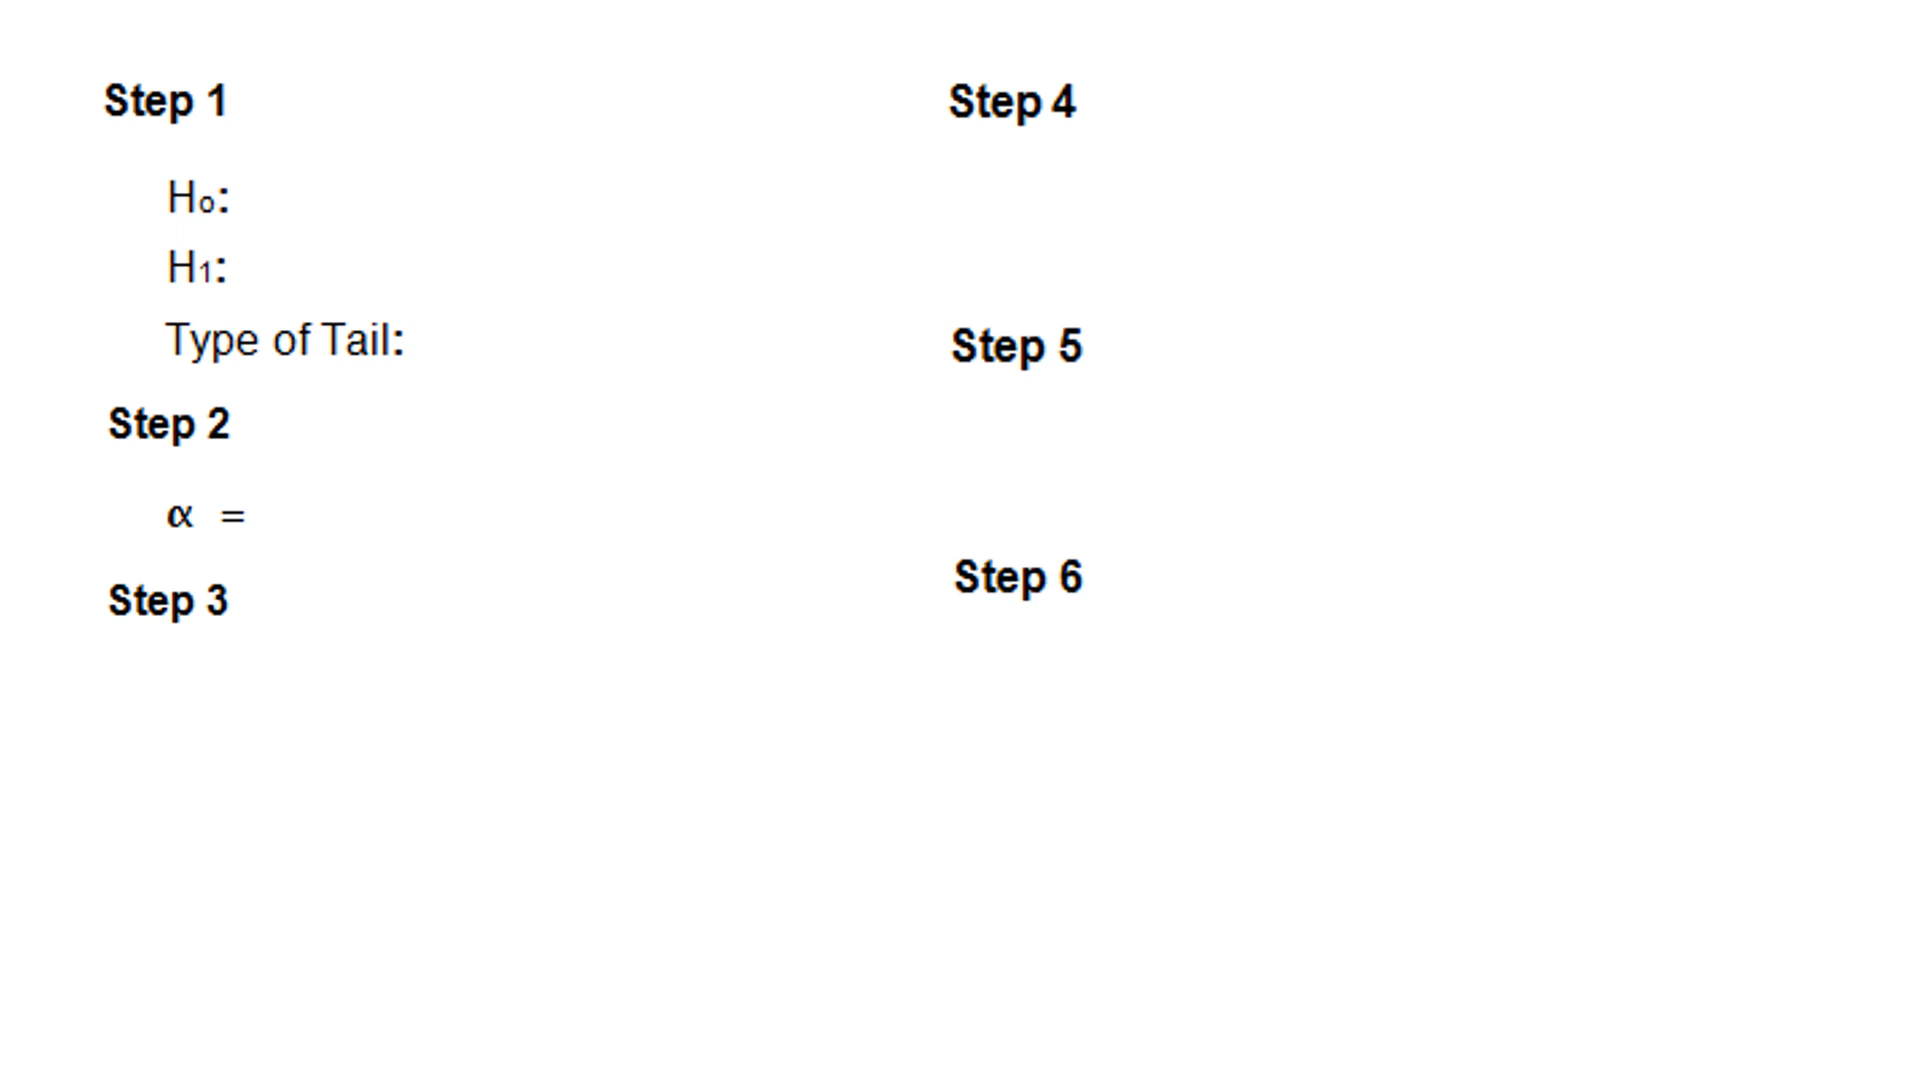 Step 1
H₀:
H₁:
Type of Tail:
Step 2
α =
Step 3
Step 4
Step 5
Step 6